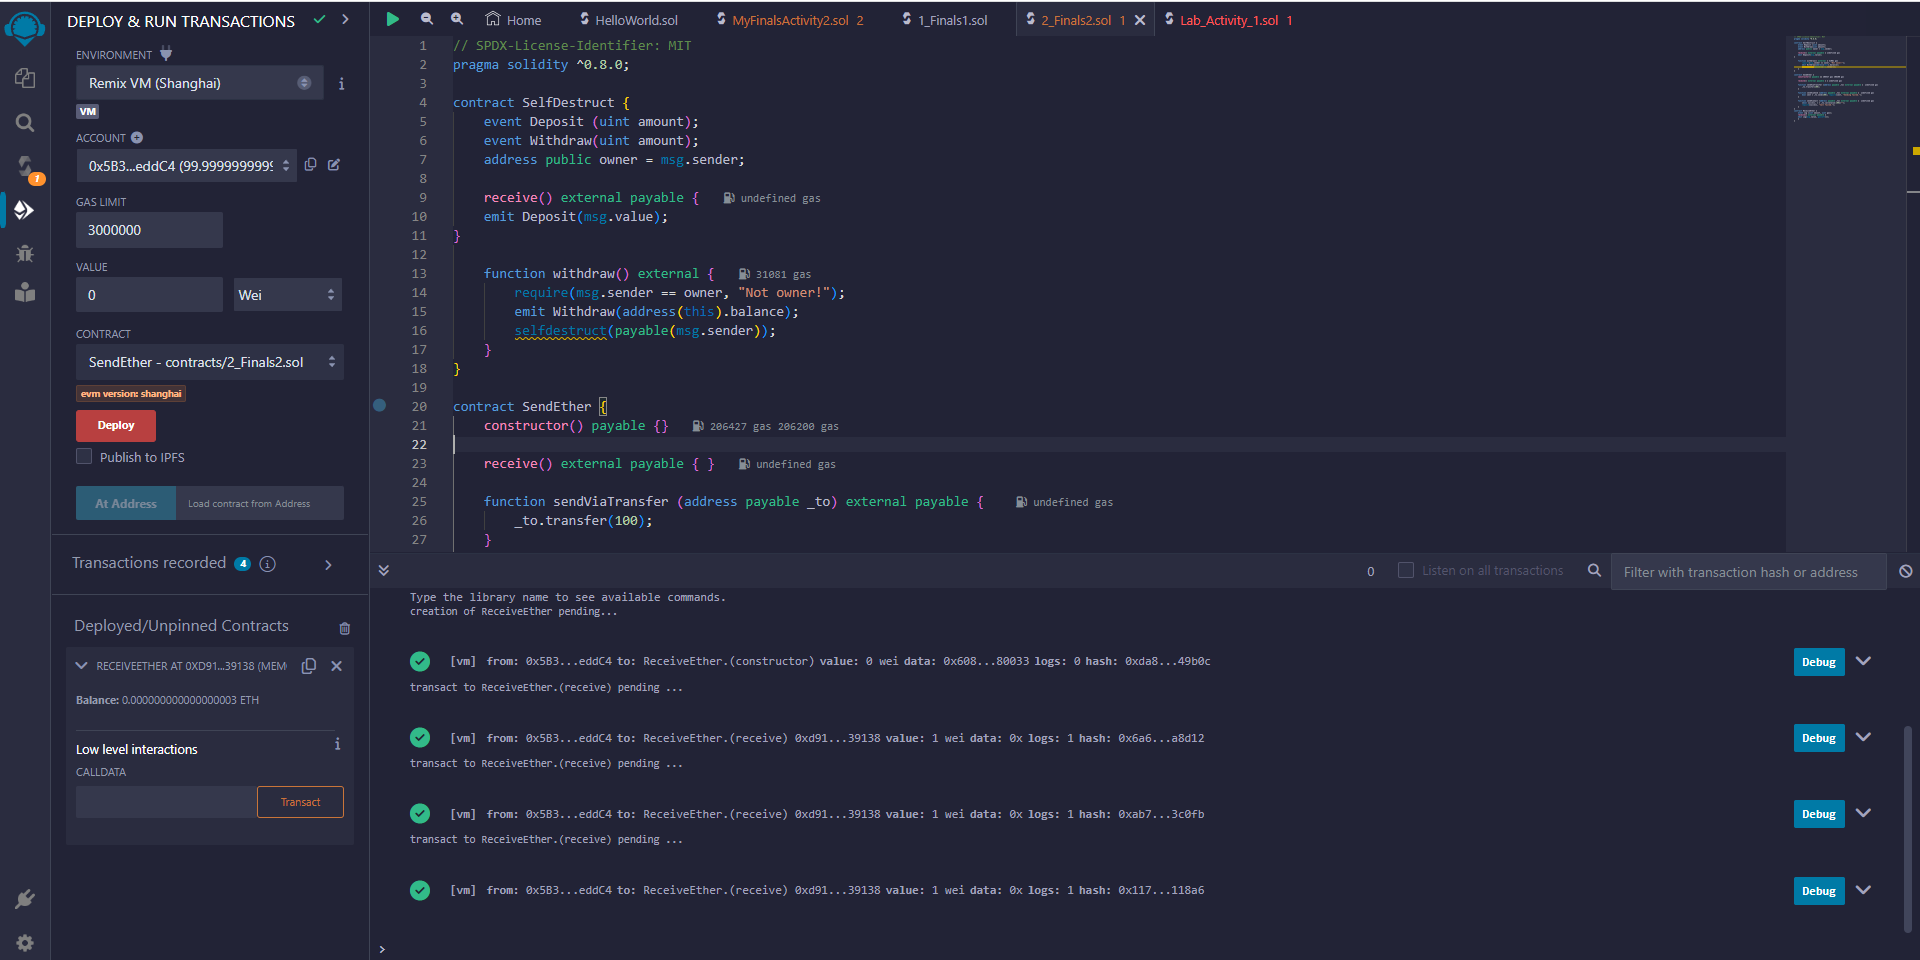 DEPLOY & RUN TRANSACTIONS
ENVIRONMENT
Remix VM (Shanghai)
VM
ACCOUNT
0x5B3...eddC4 (99.9999999999
GAS LIMIT
3000000
VALUE
0
Wei
CONTRACT
SendEther - contracts/2_Finals2.sol
evm version: shanghai
Deploy
Publish to IPFS
At Address
Load contract from Address
Transactions recorded 4
Deployed/Unpinned Contracts
RECEIVEETHER AT 0XD91...39138 (MEM
Balance: 0.000000000000000003 ETH
Low level interactions
CALLDATA
Transact
1
Home
HelloWorld.sol
MyFinalsActivity2.sol 2
1_Finals1.sol
2_Finals2.sol 1
Lab_Activity_1.sol 1
1 // SPDX-License-Identifier: MIT
2 pragma solidity ^0.8.0;
3
4 contract SelfDestruct {
5 event Deposit (uint amount);
6 event Withdraw(uint amount);
7 address public owner = msg.sender;
8
9 receive() external payable { undefined gas
10 emit Deposit(msg.value);
11 }
12
13 function withdraw() external { 31081 gas
14 require(msg.sender == owner, "Not owner!");
15 emit Withdraw(address(this).balance);
16 selfdestruct(payable(msg.sender));
17 }
18 }
19
20 contract SendEther {
21 constructor() payable {} 206427 gas 206200 gas
22
23 receive() external payable { } undefined gas
24
25 function sendViaTransfer (address payable _to) external payable { undefined gas
26 _to.transfer(100);
27 }
0
Listen on all transactions
Filter with transaction hash or address
Type the library name to see available commands.
creation of ReceiveEther pending...
[vm] from: 0x5B3...eddC4 to: ReceiveEther.(constructor) value: 0 wei data: 0x608...80033 logs: 0 hash: 0xda8...49b0c
Debug
transact to ReceiveEther.(receive) pending ...
[vm] from: 0x5B3...eddC4 to: ReceiveEther.(receive) 0xd91...39138 value: 1 wei data: 0x logs: 1 hash: 0x6a6...a8d12
Debug
transact to ReceiveEther.(receive) pending ...
[vm] from: 0x5B3...eddC4 to: ReceiveEther.(receive) 0xd91...39138 value: 1 wei data: 0x logs: 1 hash: 0xab7...3c0fb
Debug
transact to ReceiveEther.(receive) pending ...
[vm] from: 0x5B3...eddC4 to: ReceiveEther.(receive) 0xd91...39138 value: 1 wei data: 0x logs: 1 hash: 0x117...118a6
Debug
>